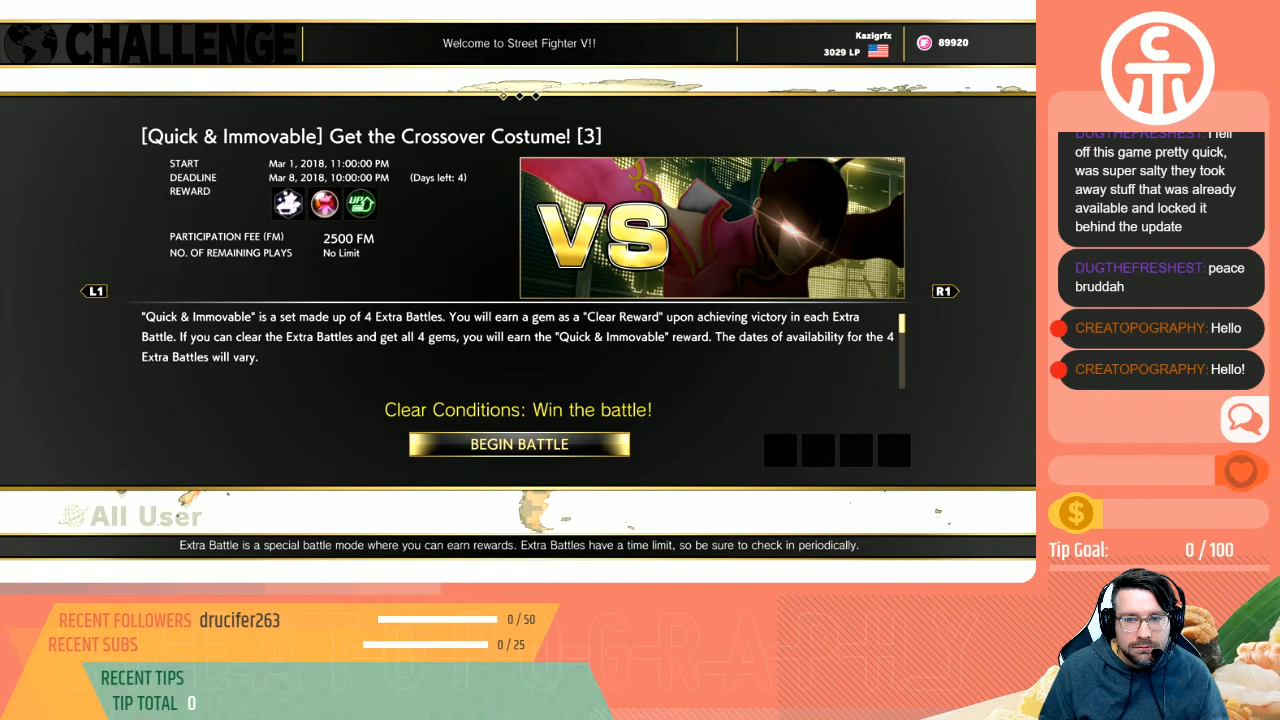 CHALLENGE
Welcome to Street Fighter V!!
Kazigrfx
3029 LP
89920
[Quick & Immovable] Get the Crossover Costume! [3]
START Mar 1, 2018, 11:00:00 PM
DEADLINE Mar 8, 2018, 10:00:00 PM (Days left: 4)
REWARD
UP!
PARTICIPATION FEE (FM) 2500 FM
NO. OF REMAINING PLAYS No Limit
VS
L1
R1
"Quick & Immovable" is a set made up of 4 Extra Battles. You will earn a gem as a "Clear Reward" upon achieving victory in each Extra
Battle. If you can clear the Extra Battles and get all 4 gems, you will earn the "Quick & Immovable" reward. The dates of availability for the 4
Extra Battles will vary.
Clear Conditions: Win the battle!
BEGIN BATTLE
All User
Extra Battle is a special battle mode where you can earn rewards. Extra Battles have a time limit, so be sure to check in periodically.
DUGTHEFRESHEST: I fell
off this game pretty quick,
was super salty they took
away stuff that was already
available and locked it
behind the update
DUGTHEFRESHEST: peace
bruddah
CREATOPOGRAPHY: Hello
CREATOPOGRAPHY: Hello!
$
Tip Goal: 0 / 100
RECENT FOLLOWERS drucifer263 0 / 50
RECENT SUBS 0 / 25
RECENT TIPS
TIP TOTAL 0